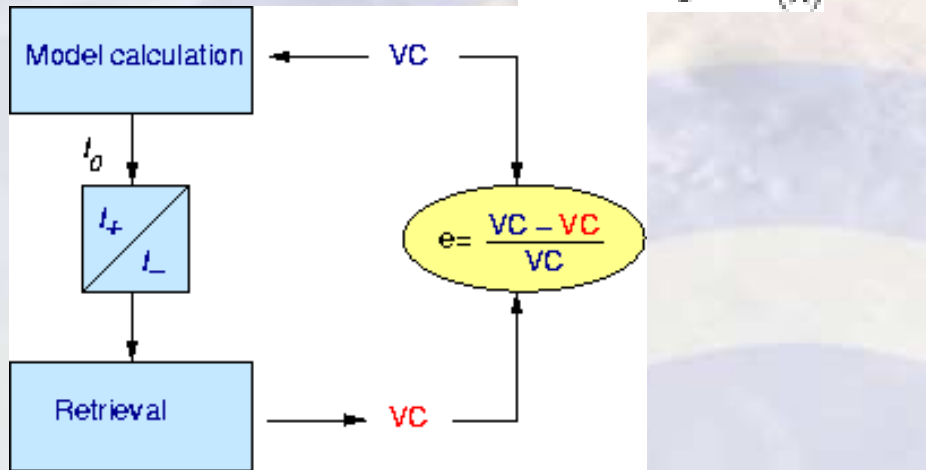 Model calculation
VC
I₀
I₊
I₋
e= VC – VC
VC
Retrieval
VC